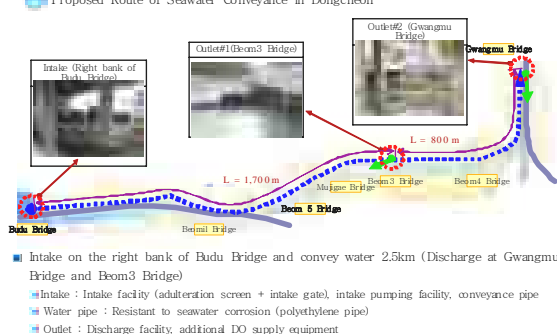 Proposed Route of Seawater Conveyance in Dongcheon
Outlet#2 (Gwangmu
Bridge)
Gwangmu Bridge
Outlet#1(Beom3 Bridge)
Intake (Right bank of
Budu Bridge)
L = 800 m
L = 1,700 m
Mujigae Bridge
Beom3 Bridge
Beom4 Bridge
Beom 5 Bridge
Budu Bridge
Beomil Bridge
Intake on the right bank of Budu Bridge and convey water 2.5km (Discharge at Gwangmu
Bridge and Beom3 Bridge)
Intake : Intake facility (adulteration screen + intake gate), intake pumping facility, conveyance pipe
Water pipe : Resistant to seawater corrosion (polyethylene pipe)
Outlet : Discharge facility, additional DO supply equipment